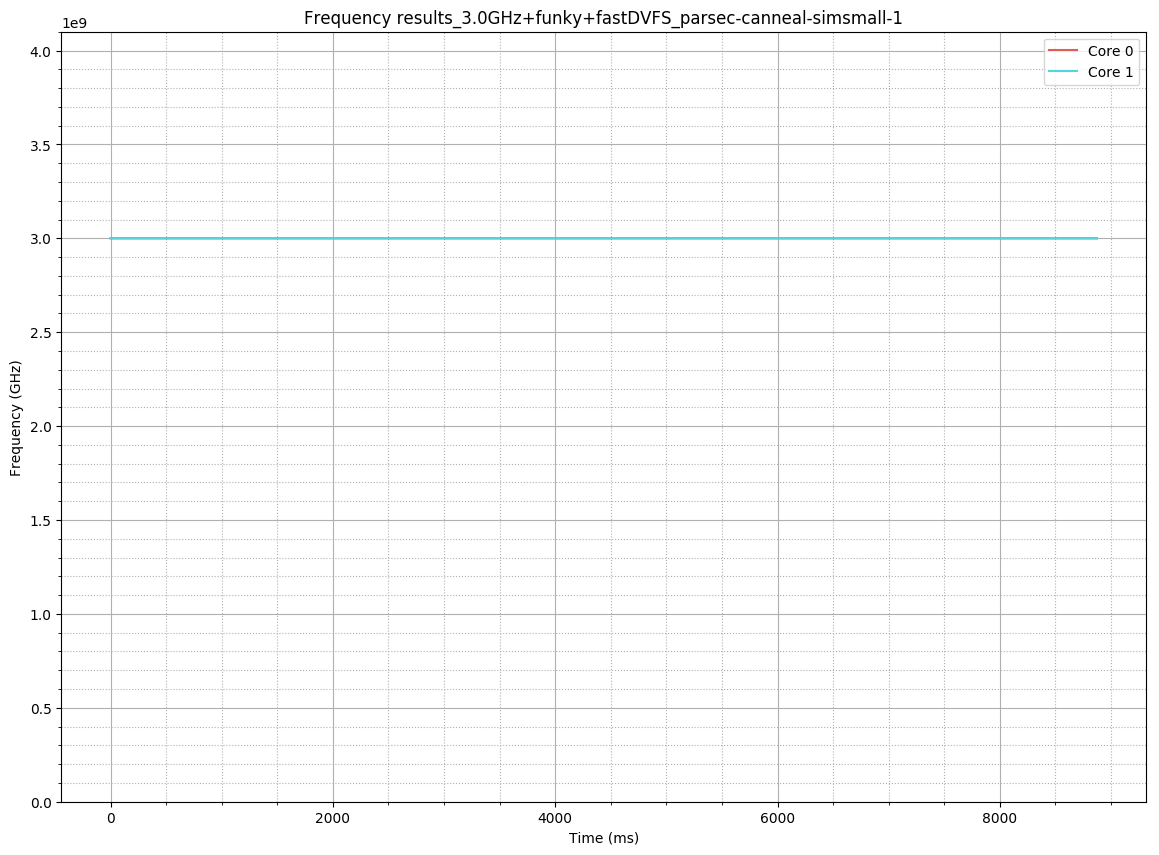 Frequency results_3.0GHz+funky+fastDVFS_parsec-canneal-simsmall-1
1e9
Core 0
Core 1
4.0
3.5
3.0
2.5
2.0
1.5
1.0
0.5
0.0
Frequency (GHz)
0 2000 4000 6000 8000
Time (ms)